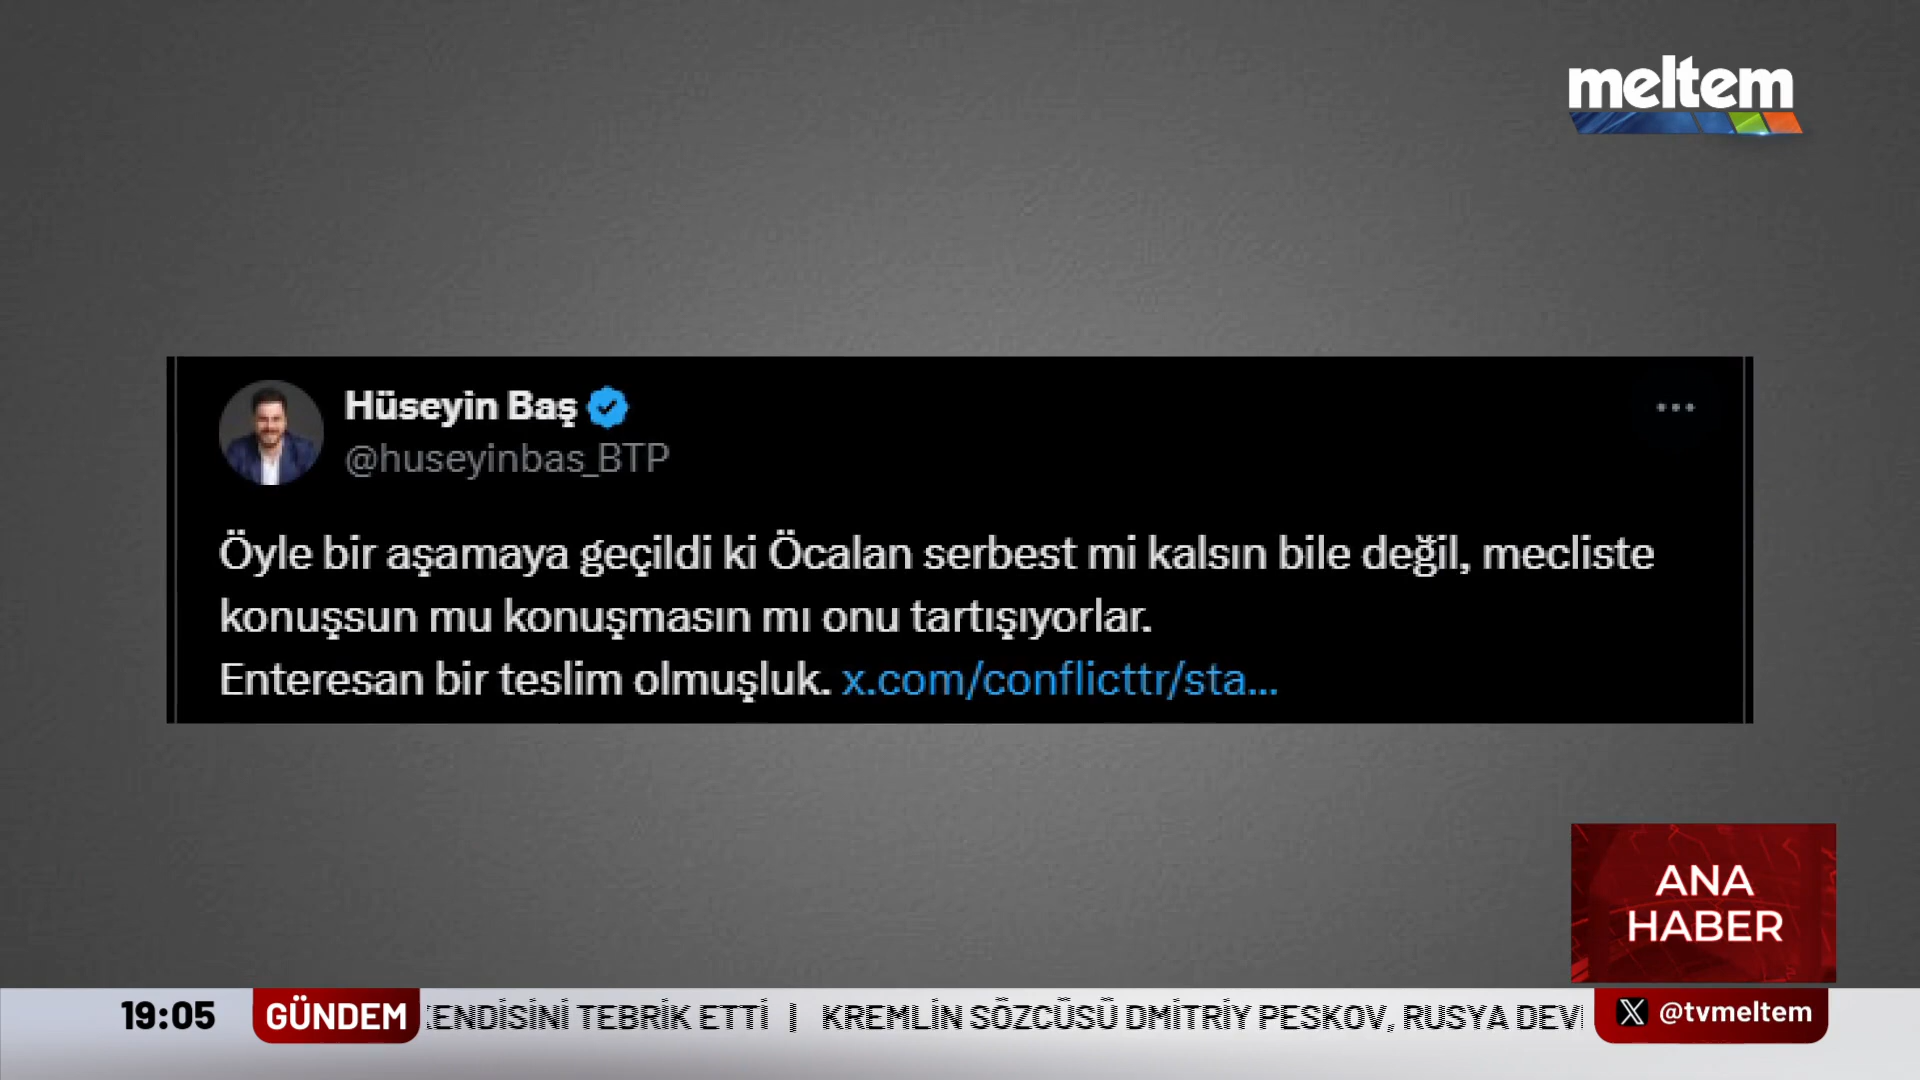 meltem
Hüseyin Baş
@huseyinbas_BTP
Öyle bir aşamaya geçildi ki Öcalan serbest mi kalsın bile değil, mecliste
konuşsun mu konuşmasın mı onu tartışıyorlar.
Enteresan bir teslim olmuşluk. x.com/conflicttr/sta...
ANA
HABER
19:05 GÜNDEM KENDİSİNİ TEBRİK ETTİ | KREMLİN SÖZCÜSÜ DMİTRİY PESKOV, RUSYA DEV X @tvmeltem